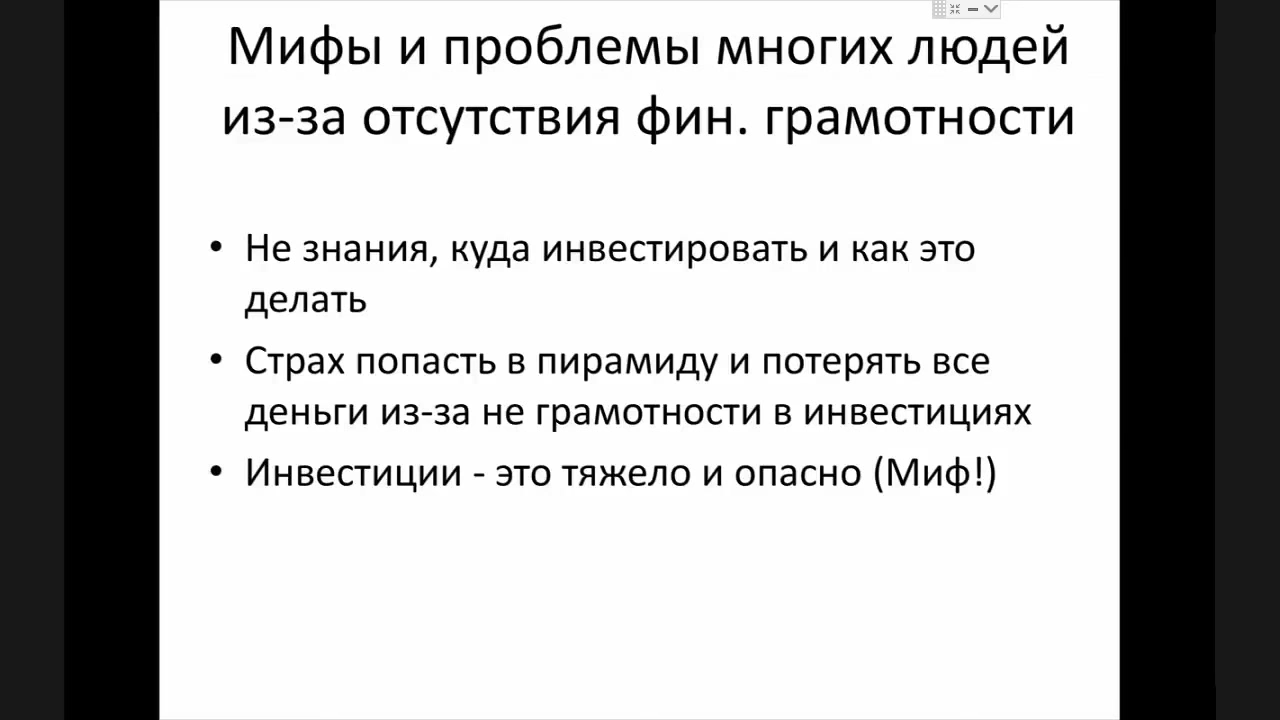 Мифы и проблемы многих людей
из-за отсутствия фин. грамотности
• Не знания, куда инвестировать и как это
делать
• Страх попасть в пирамиду и потерять все
деньги из-за не грамотности в инвестициях
• Инвестиции - это тяжело и опасно (Миф!)